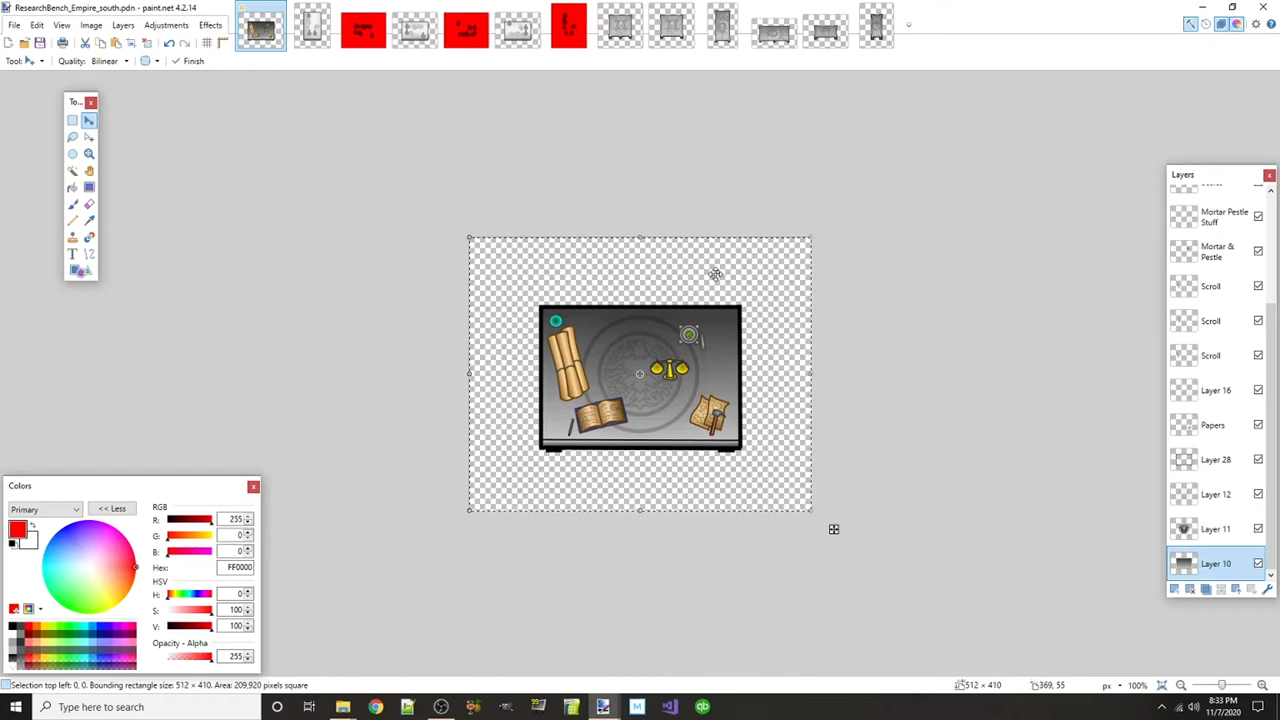 ResearchBench_Empire_south.pdn - paint.net 4.2.14
File Edit View Image Layers Adjustments Effects
Tool: Quality: Bilinear Finish
To...
Layers
Mortar Pestle
Stuff
Mortar &
Pestle
Scroll
Scroll
Scroll
Layer 16
Papers
Layer 28
Layer 12
Layer 11
Layer 10
Colors
Primary
<< Less
RGB
R: 255
G: 0
B: 0
Hex: FF0000
HSV
H: 0
S: 100
V: 100
Opacity - Alpha
255
Selection top left: 0, 0. Bounding rectangle size: 512 × 410. Area: 209,920 pixels square
512 × 410
369, 55
px
100%
Type here to search
8:33 PM
11/7/2020